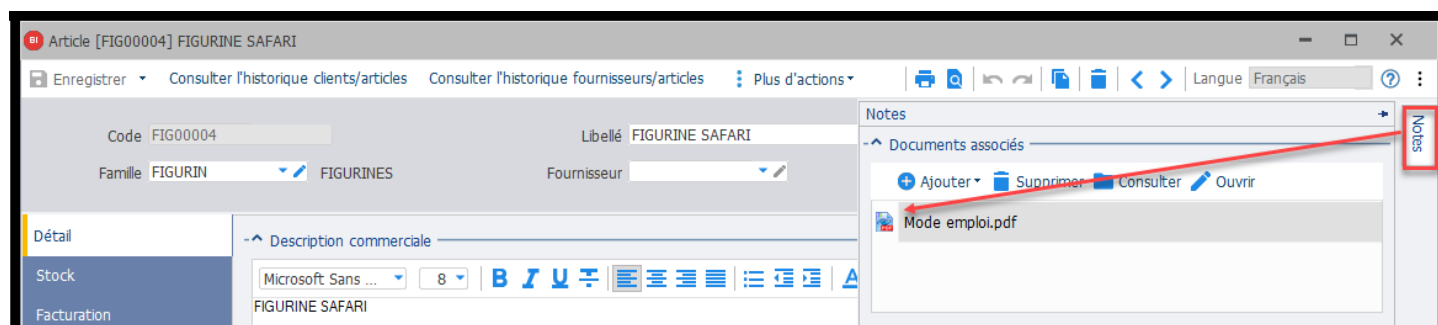 BI Article [FIG00004] FIGURINE SAFARI
Enregistrer Consulter l'historique clients/articles Consulter l'historique fournisseurs/articles Plus d'actions Langue Français
Notes
Notes
Code FIG00004 Libellé FIGURINE SAFARI
Documents associés
Famille FIGURIN FIGURINES Fournisseur
Ajouter Supprimer Consulter Ouvrir
Mode emploi.pdf
Détail
Description commerciale
Stock
Microsoft Sans ... 8 B I U T A
FIGURINE SAFARI
Facturation